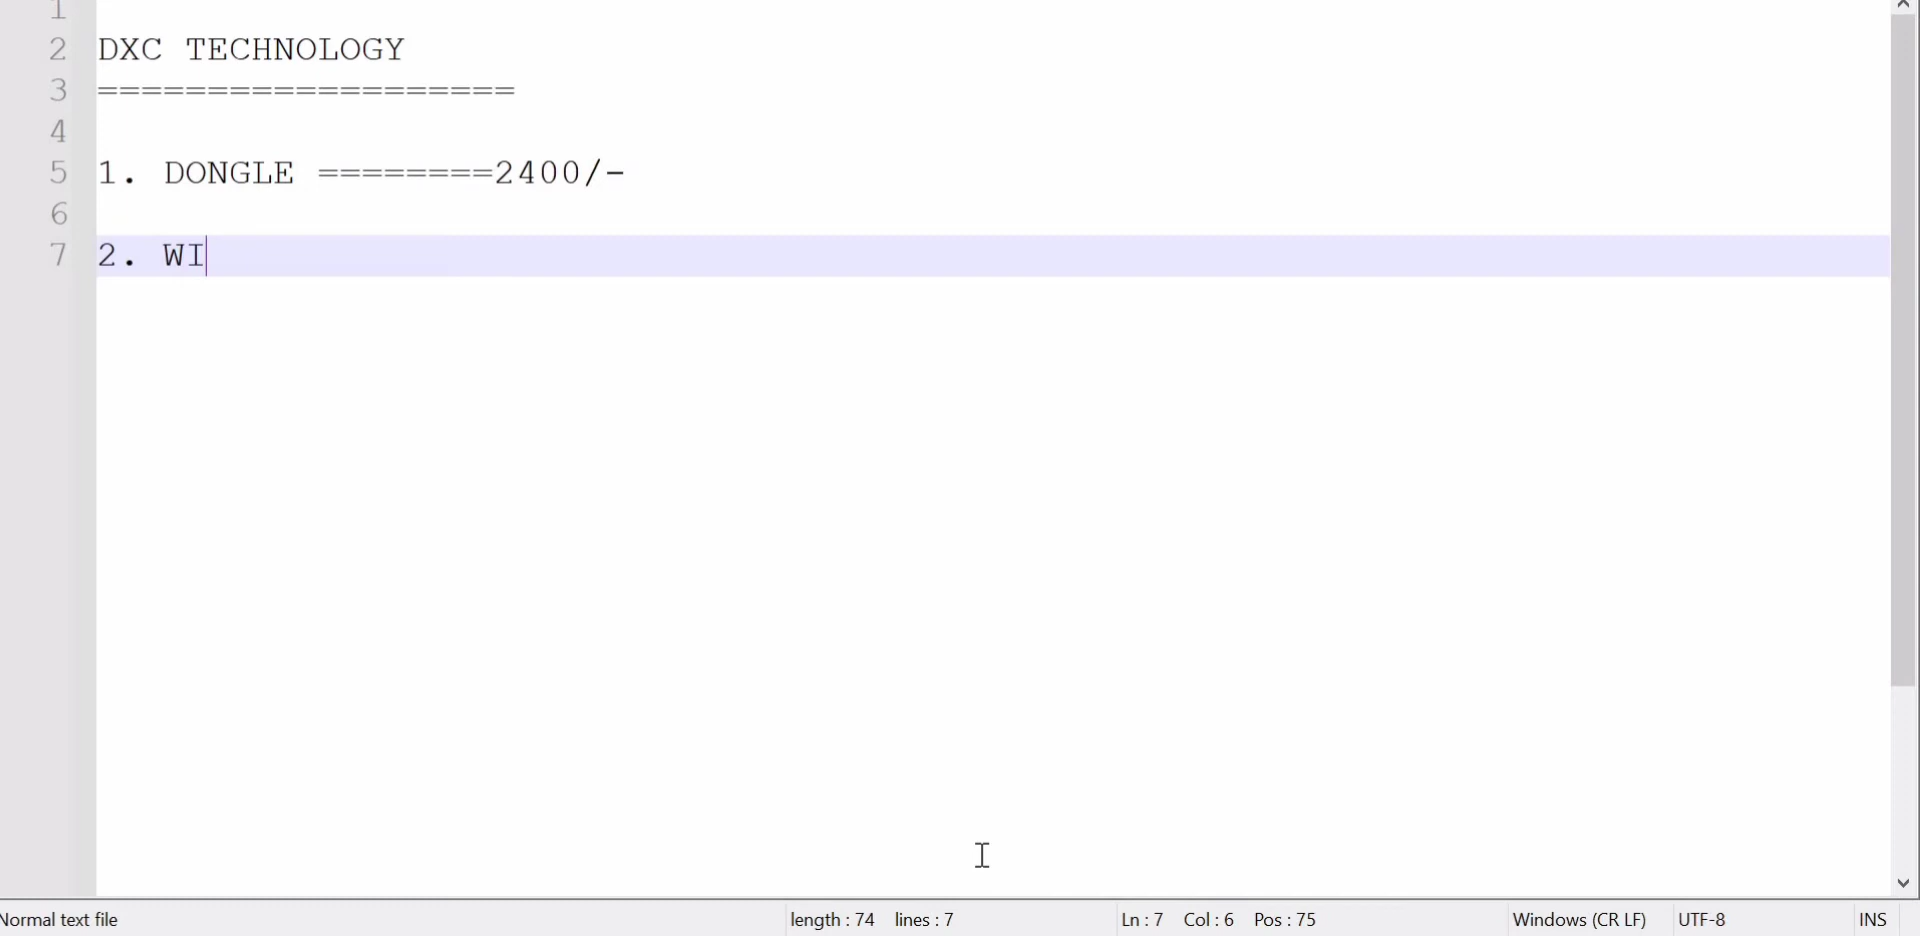 1
2 DXC TECHNOLOGY
3 ===================
4
5 1. DONGLE ========2400/-
6
7 2. WI
Normal text file length : 74 lines : 7 Ln : 7 Col : 6 Pos : 75 Windows (CR LF) UTF-8 INS